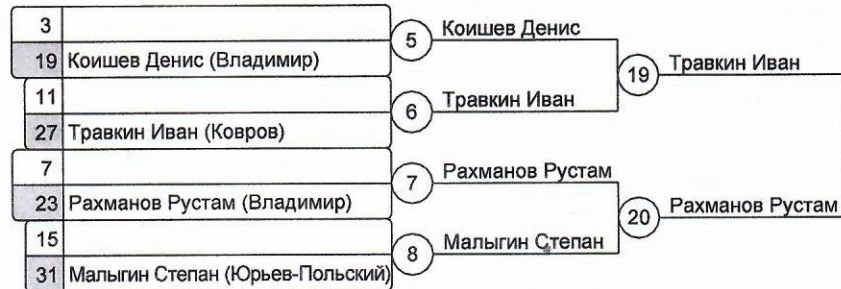 3
19 Коишев Денис (Владимир)
5 Коишев Денис
11
27 Травкин Иван (Ковров)
6 Травкин Иван
19 Травкин Иван
7
23 Рахманов Рустам (Владимир)
7 Рахманов Рустам
15
31 Малыгин Степан (Юрьев-Польский)
8 Малыгин Степан
20 Рахманов Рустам